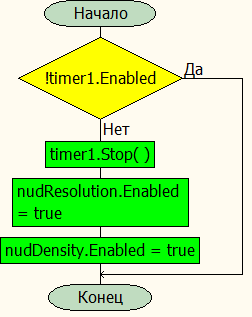 Начало
!timer1.Enabled
Да
Нет
timer1.Stop( )
nudResolution.Enabled
= true
nudDensity.Enabled = true
Конец